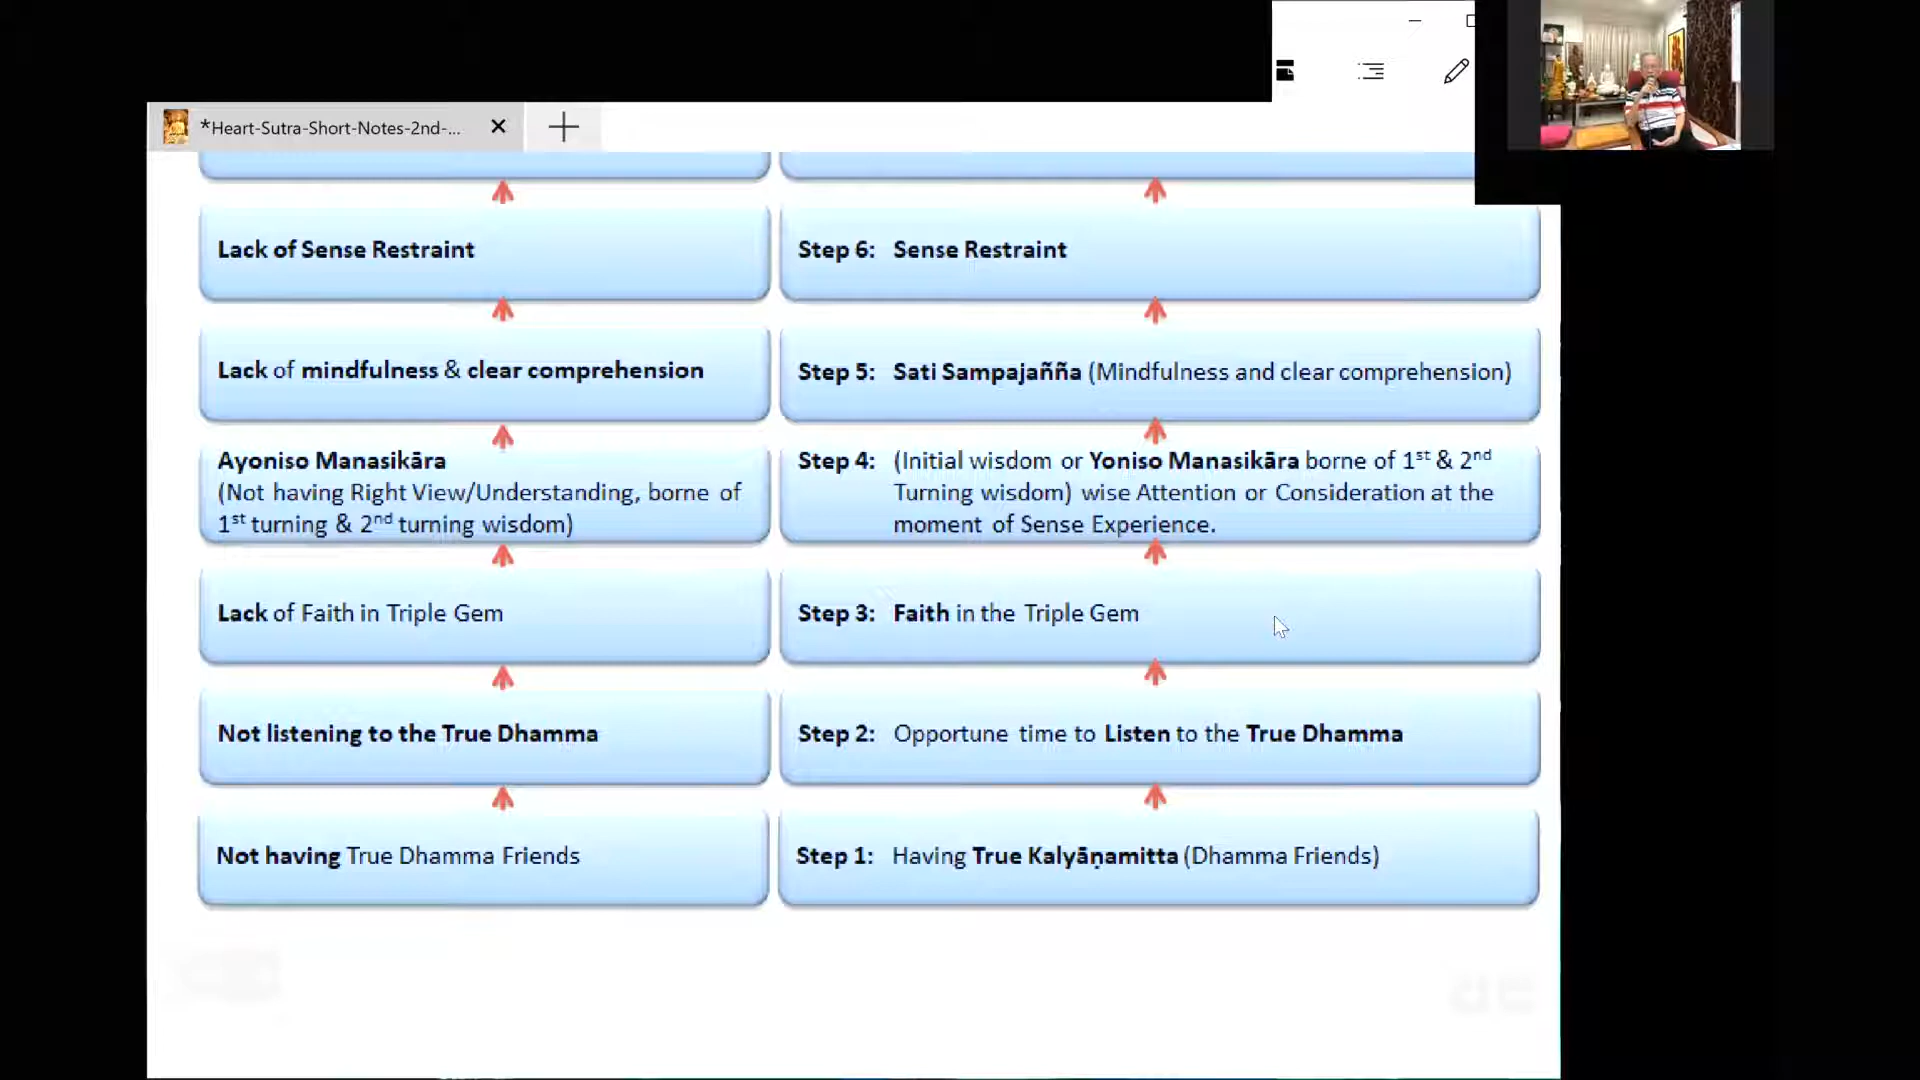 *Heart-Sutra-Short-Notes-2nd-...
Lack of Sense Restraint
Step 6: Sense Restraint
Lack of mindfulness & clear comprehension
Step 5: Sati Sampajañña (Mindfulness and clear comprehension)
Ayoniso Manasikāra
(Not having Right View/Understanding, borne of
1st turning & 2nd turning wisdom)
Step 4: (Initial wisdom or Yoniso Manasikāra borne of 1st & 2nd
Turning wisdom) wise Attention or Consideration at the
moment of Sense Experience.
Lack of Faith in Triple Gem
Step 3: Faith in the Triple Gem
Not listening to the True Dhamma
Step 2: Opportune time to Listen to the True Dhamma
Not having True Dhamma Friends
Step 1: Having True Kalyāṇamitta (Dhamma Friends)